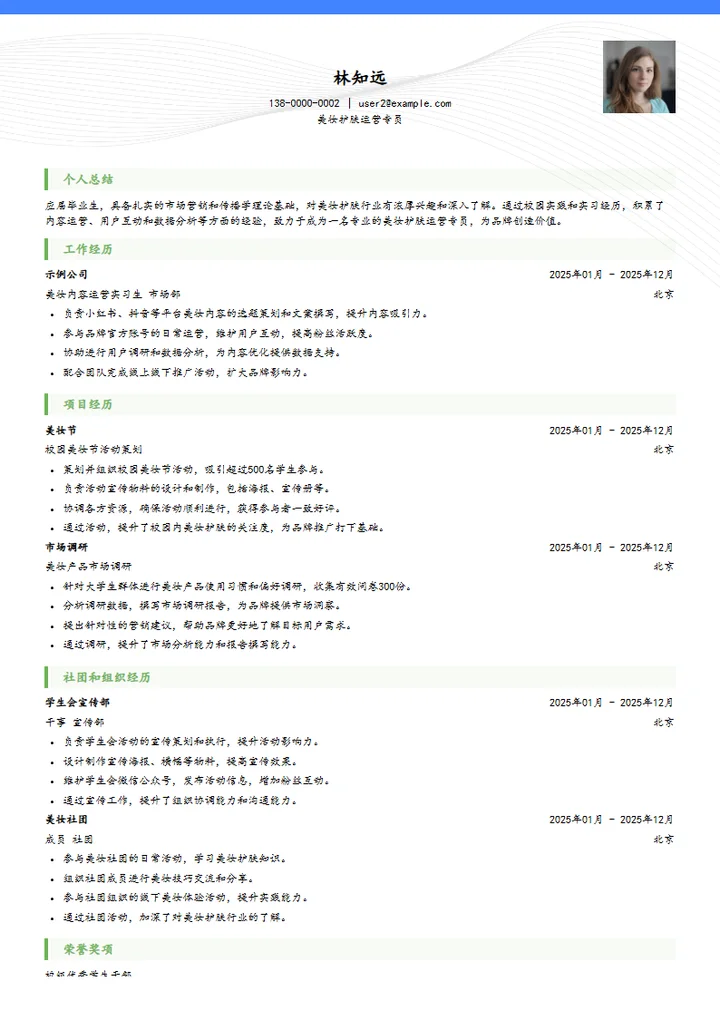 林知远
138-0000-0002 | user2@example.com
美妆护肤运营专员
个人总结
应届毕业生，具备扎实的市场营销和传播学理论基础，对美妆护肤行业有浓厚兴趣和深入了解。通过校园实践和实习经历，积累了
内容运营、用户互动和数据分析等方面的经验，致力于成为一名专业的美妆护肤运营专员，为品牌创造价值。
工作经历
示例公司 2025年01月 - 2025年12月
美妆内容运营实习生 市场部 北京
• 负责小红书、抖音等平台美妆内容的选题策划和文案撰写，提升内容吸引力。
• 参与品牌官方账号的日常运营，维护用户互动，提高粉丝活跃度。
• 协助进行用户调研和数据分析，为内容优化提供数据支持。
• 配合团队完成线上线下推广活动，扩大品牌影响力。
项目经历
美妆节 2025年01月 - 2025年12月
校园美妆节活动策划 北京
• 策划并组织校园美妆节活动，吸引超过500名学生参与。
• 负责活动宣传物料的设计和制作，包括海报、宣传册等。
• 协调各方资源，确保活动顺利进行，获得参与者一致好评。
• 通过活动，提升了校园内美妆护肤的关注度，为品牌推广打下基础。
市场调研 2025年01月 - 2025年12月
美妆产品市场调研 北京
• 针对大学生群体进行美妆产品使用习惯和偏好调研，收集有效问卷300份。
• 分析调研数据，撰写市场调研报告，为品牌提供市场洞察。
• 提出针对性的营销建议，帮助品牌更好地了解目标用户需求。
• 通过调研，提升了市场分析能力和报告撰写能力。
社团和组织经历
学生会宣传部 2025年01月 - 2025年12月
干事 宣传部 北京
• 负责学生会活动的宣传策划和执行，提升活动影响力。
• 设计制作宣传海报、横幅等物料，提高宣传效果。
• 维护学生会微信公众号，发布活动信息，增加粉丝互动。
• 通过宣传工作，提升了组织协调能力和沟通能力。
美妆社团 2025年01月 - 2025年12月
成员 社团 北京
• 参与美妆社团的日常活动，学习美妆护肤知识。
• 组织社团成员进行美妆技巧交流和分享。
• 参与社团组织的线下美妆体验活动，提升实践能力。
• 通过社团活动，加深了对美妆护肤行业的了解。
荣誉奖项